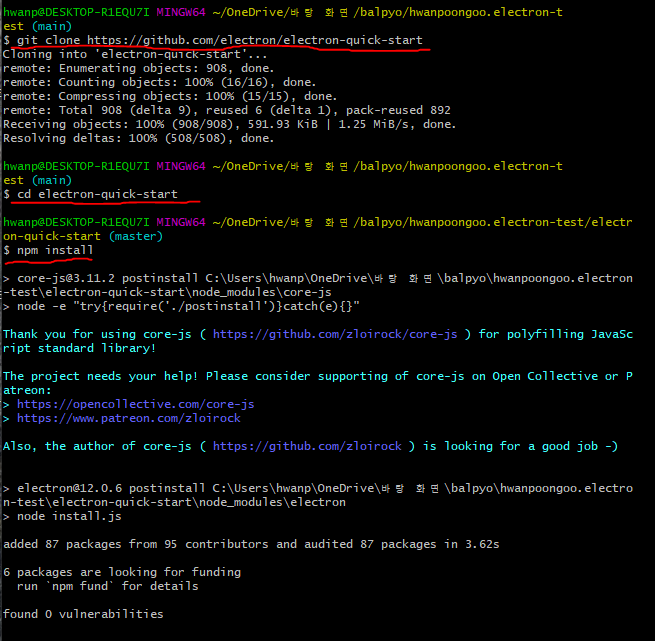 hwanp@DESKTOP-R1EQU7I MINGW64 ~/OneDrive/바탕 화면/balpyo/hwanpoongoo.electron-t
est (main)
$ git clone https://github.com/electron/electron-quick-start
Cloning into 'electron-quick-start'...
remote: Enumerating objects: 908, done.
remote: Counting objects: 100% (16/16), done.
remote: Compressing objects: 100% (15/15), done.
remote: Total 908 (delta 9), reused 6 (delta 1), pack-reused 892
Receiving objects: 100% (908/908), 591.93 KiB | 1.25 MiB/s, done.
Resolving deltas: 100% (508/508), done.
hwanp@DESKTOP-R1EQU7I MINGW64 ~/OneDrive/바탕 화면/balpyo/hwanpoongoo.electron-t
est (main)
$ cd electron-quick-start
hwanp@DESKTOP-R1EQU7I MINGW64 ~/OneDrive/바탕 화면/balpyo/hwanpoongoo.electron-test/electr
on-quick-start (master)
$ npm install
> core-js@3.11.2 postinstall C:\Users\hwanp\OneDrive\바탕 화면\balpyo\hwanpoongoo.electron
-test\electron-quick-start\node_modules\core-js
> node -e "try{require('./postinstall')}catch(e){}"
Thank you for using core-js ( https://github.com/zloirock/core-js ) for polyfilling JavaSc
ript standard library!
The project needs your help! Please consider supporting of core-js on Open Collective or P
atreon:
> https://opencollective.com/core-js
> https://www.patreon.com/zloirock
Also, the author of core-js ( https://github.com/zloirock ) is looking for a good job -)
> electron@12.0.6 postinstall C:\Users\hwanp\OneDrive\바탕 화면\balpyo\hwanpoongoo.electro
n-test\electron-quick-start\node_modules\electron
> node install.js
added 87 packages from 95 contributors and audited 87 packages in 3.62s
6 packages are looking for funding
run `npm fund` for details
found 0 vulnerabilities